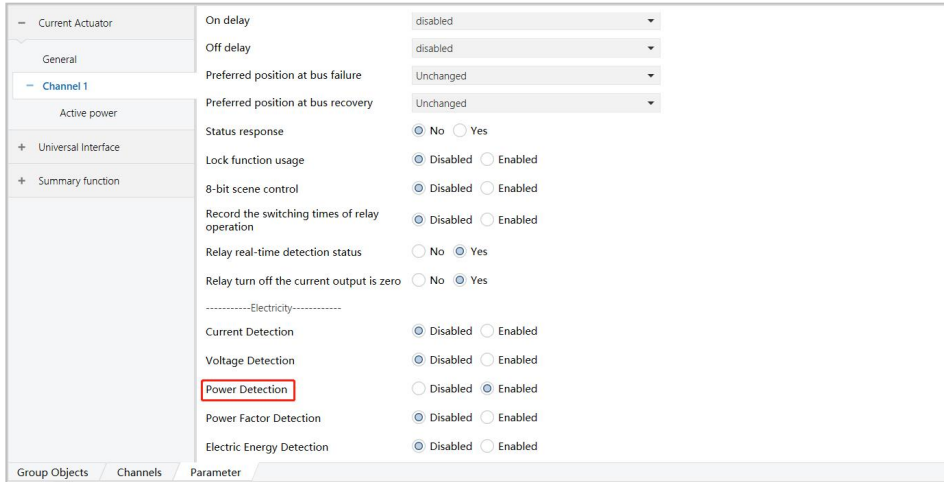 − Current Actuator
General
− Channel 1
Active power
+ Universal Interface
+ Summary function
On delay disabled
Off delay disabled
Preferred position at bus failure Unchanged
Preferred position at bus recovery Unchanged
Status response No Yes
Lock function usage Disabled Enabled
8-bit scene control Disabled Enabled
Record the switching times of relay
operation Disabled Enabled
Relay real-time detection status No Yes
Relay turn off the current output is zero No Yes
-----------Electricity------------
Current Detection Disabled Enabled
Voltage Detection Disabled Enabled
Power Detection Disabled Enabled
Power Factor Detection Disabled Enabled
Electric Energy Detection Disabled Enabled
Group Objects Channels Parameter